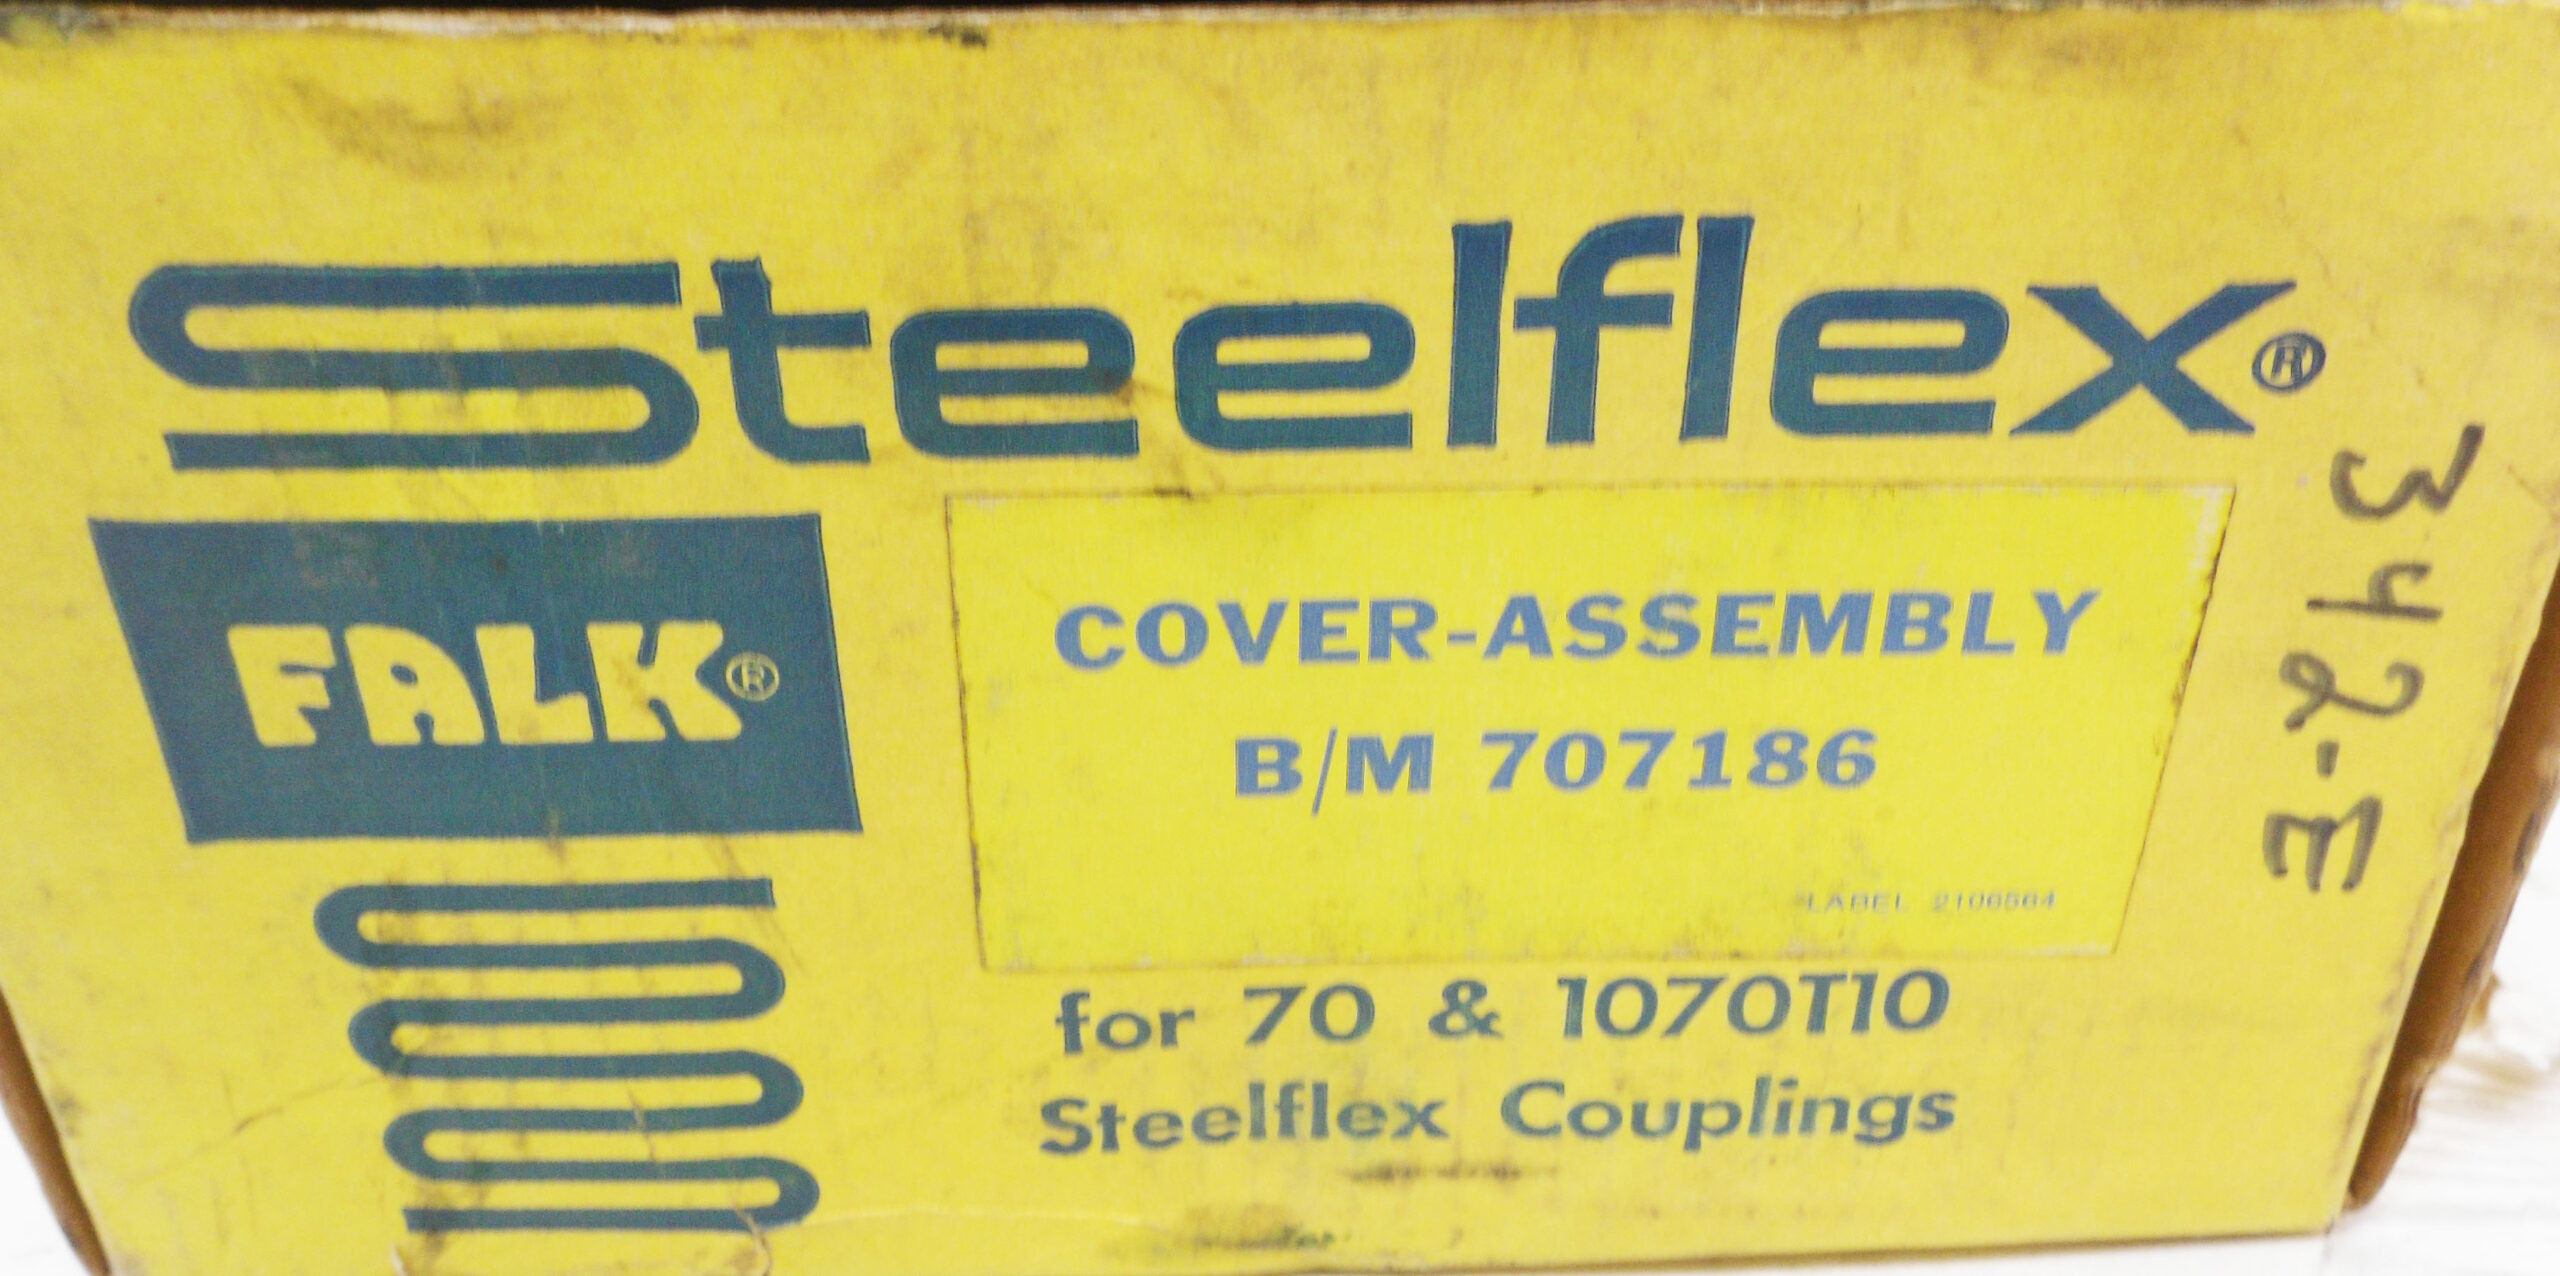 Steelflex®
FALK®
COVER-ASSEMBLY
B/M 707186
LABEL 2106564
for 70 & 1070T10
Steelflex Couplings
342-E